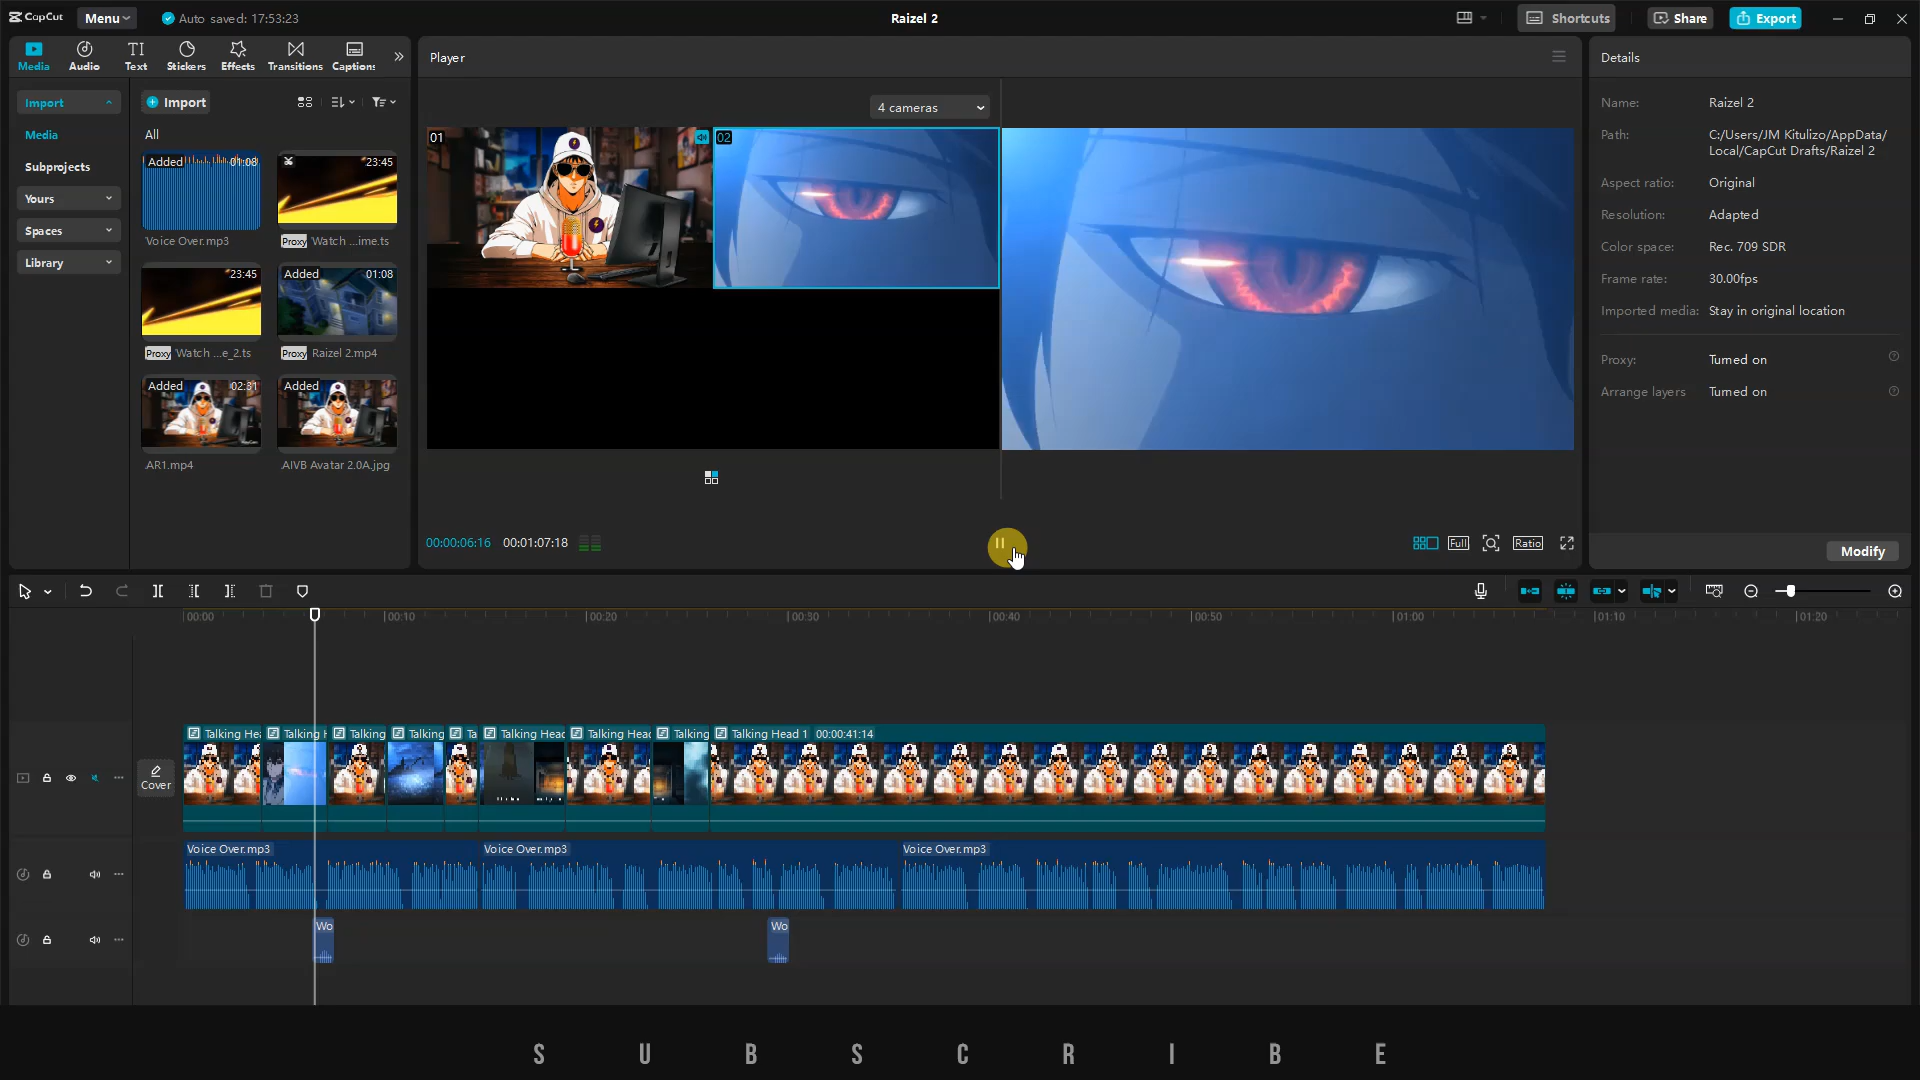 CapCut Menu Auto saved: 17:53:23 Raizel 2 Shortcuts Share Export
Media Audio Text Stickers Effects Transitions Captions
Player
Details
Import
Media
Subprojects
Yours
Spaces
Library
Import
All
Added 01:08
23:45
Voice Over.mp3
Proxy Watch ...ime.ts
23:45
Added 01:08
Proxy Watch ...e_2.ts
Proxy Raizel 2.mp4
Added 02:31
Added
AR1.mp4
AIVB Avatar 2.0A.jpg
4 cameras
01
02
00:00:06:16 00:01:07:18
Full
Ratio
Name: Raizel 2
Path: C:/Users/JM Kitulizo/AppData/
Local/CapCut Drafts/Raizel 2
Aspect ratio: Original
Resolution: Adapted
Color space: Rec. 709 SDR
Frame rate: 30.00fps
Imported media: Stay in original location
Proxy: Turned on
Arrange layers Turned on
Modify
00:00 00:10 00:20 00:30 00:40 00:50 01:00 01:10 01:20
Cover
Talking Hea Talking H Talking Talking Ta Talking Head Talking Head Talking Talking Head 1 00:00:41:14
Voice Over.mp3 Voice Over.mp3 Voice Over.mp3
Wo Wo
S U B S C R I B E